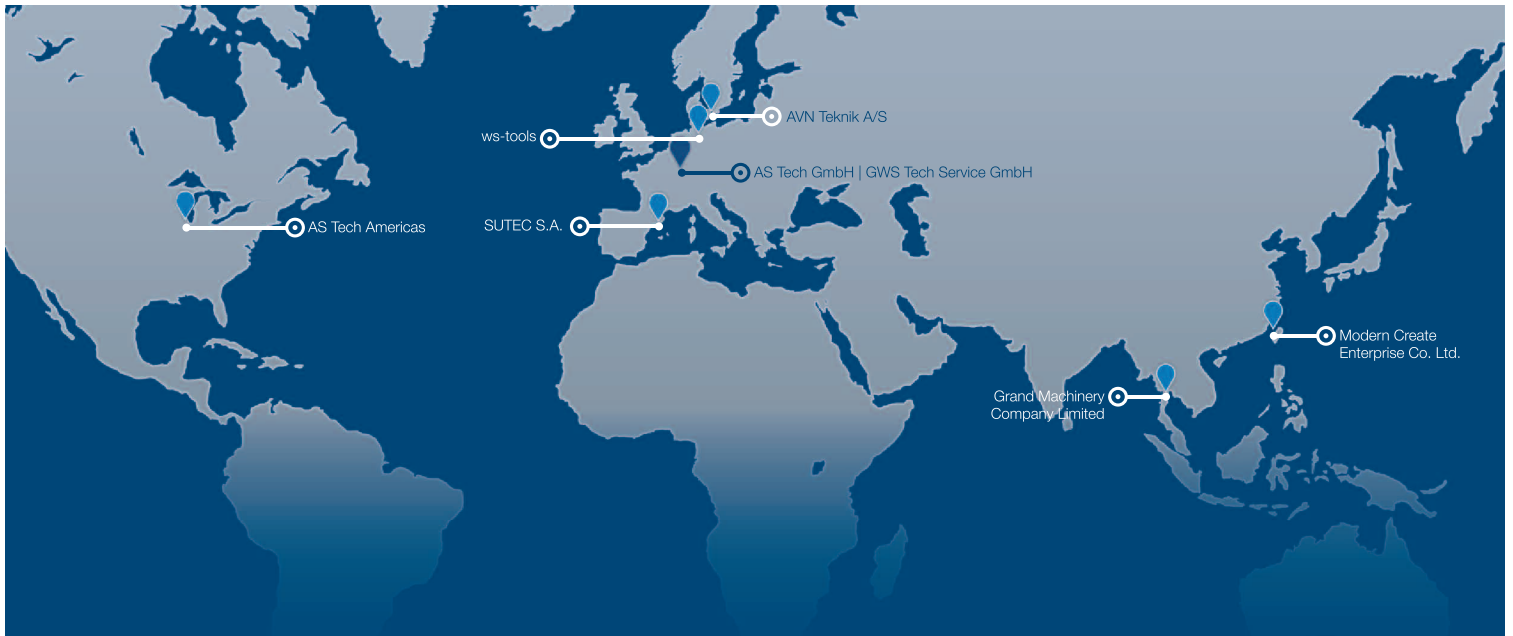 AVN Teknik A/S
ws-tools
AS Tech GmbH | GWS Tech Service GmbH
AS Tech Americas
SUTEC S.A.
Modern Create
Enterprise Co. Ltd.
Grand Machinery
Company Limited